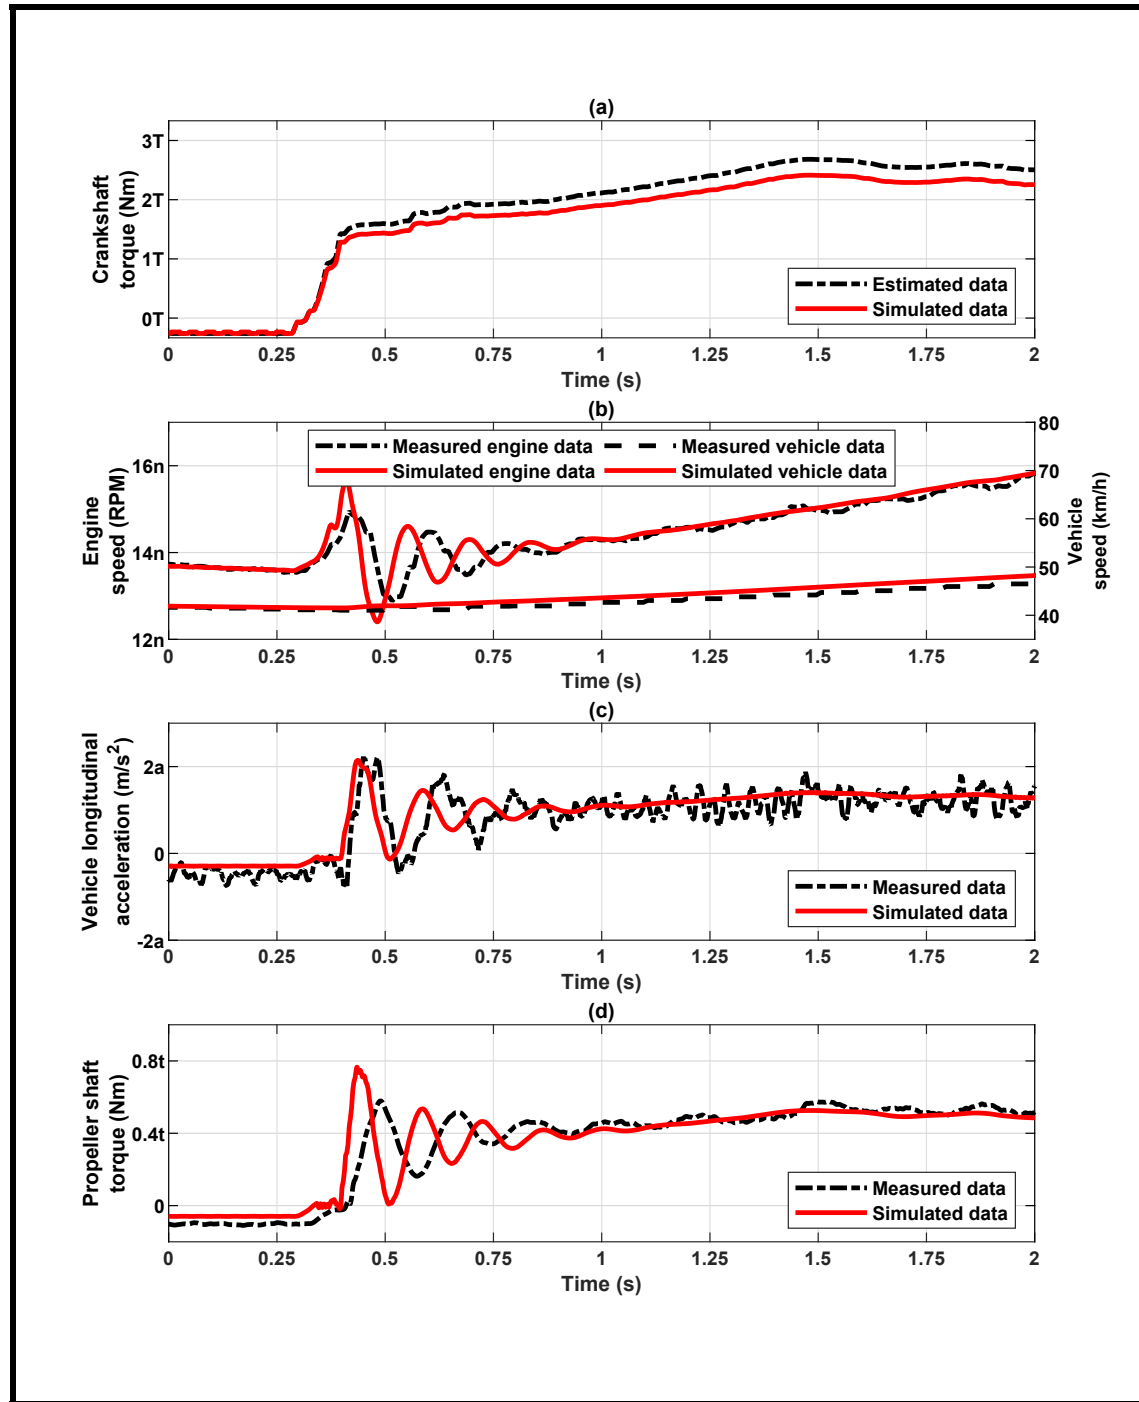 (a)
Crankshaft
torque (Nm)
3T
2T
1T
0T
Estimated data
Simulated data
0 0.25 0.5 0.75 1 1.25 1.5 1.75 2
Time (s)
(b)
Engine
speed (RPM)
16n
14n
12n
Measured engine data Measured vehicle data
Simulated engine data Simulated vehicle data
80
70
60
50
40
Vehicle
speed (km/h)
0 0.25 0.5 0.75 1 1.25 1.5 1.75 2
Time (s)
(c)
Vehicle longitudinal
acceleration (m/s²)
2a
0
-2a
Measured data
Simulated data
0 0.25 0.5 0.75 1 1.25 1.5 1.75 2
Time (s)
(d)
Propeller shaft
torque (Nm)
0.8t
0.4t
0
Measured data
Simulated data
0 0.25 0.5 0.75 1 1.25 1.5 1.75 2
Time (s)